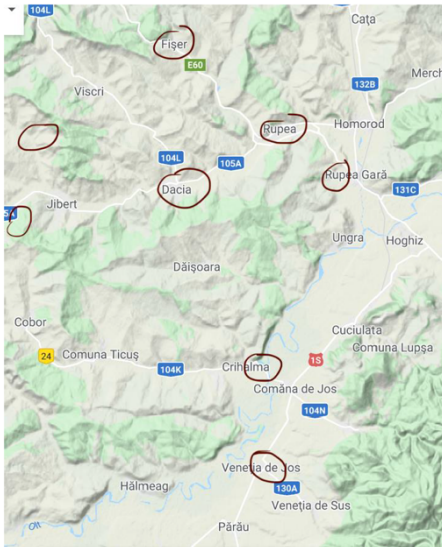 104L
Cața
Fișer
E60
Viscri
132B
Merch
Rupea
Homorod
104L
105A
Dacia
Rupea Gară
131C
Jibert
Ungra
Hoghiz
Dăișoara
Cobor
Cuciulata
24
Comuna Ticuș
1S
Comuna Lupșa
104K
Crihalma
Comăna de Jos
104N
Veneția de Jos
Hălmeag
130A
Veneția de Sus
Părău
Olt